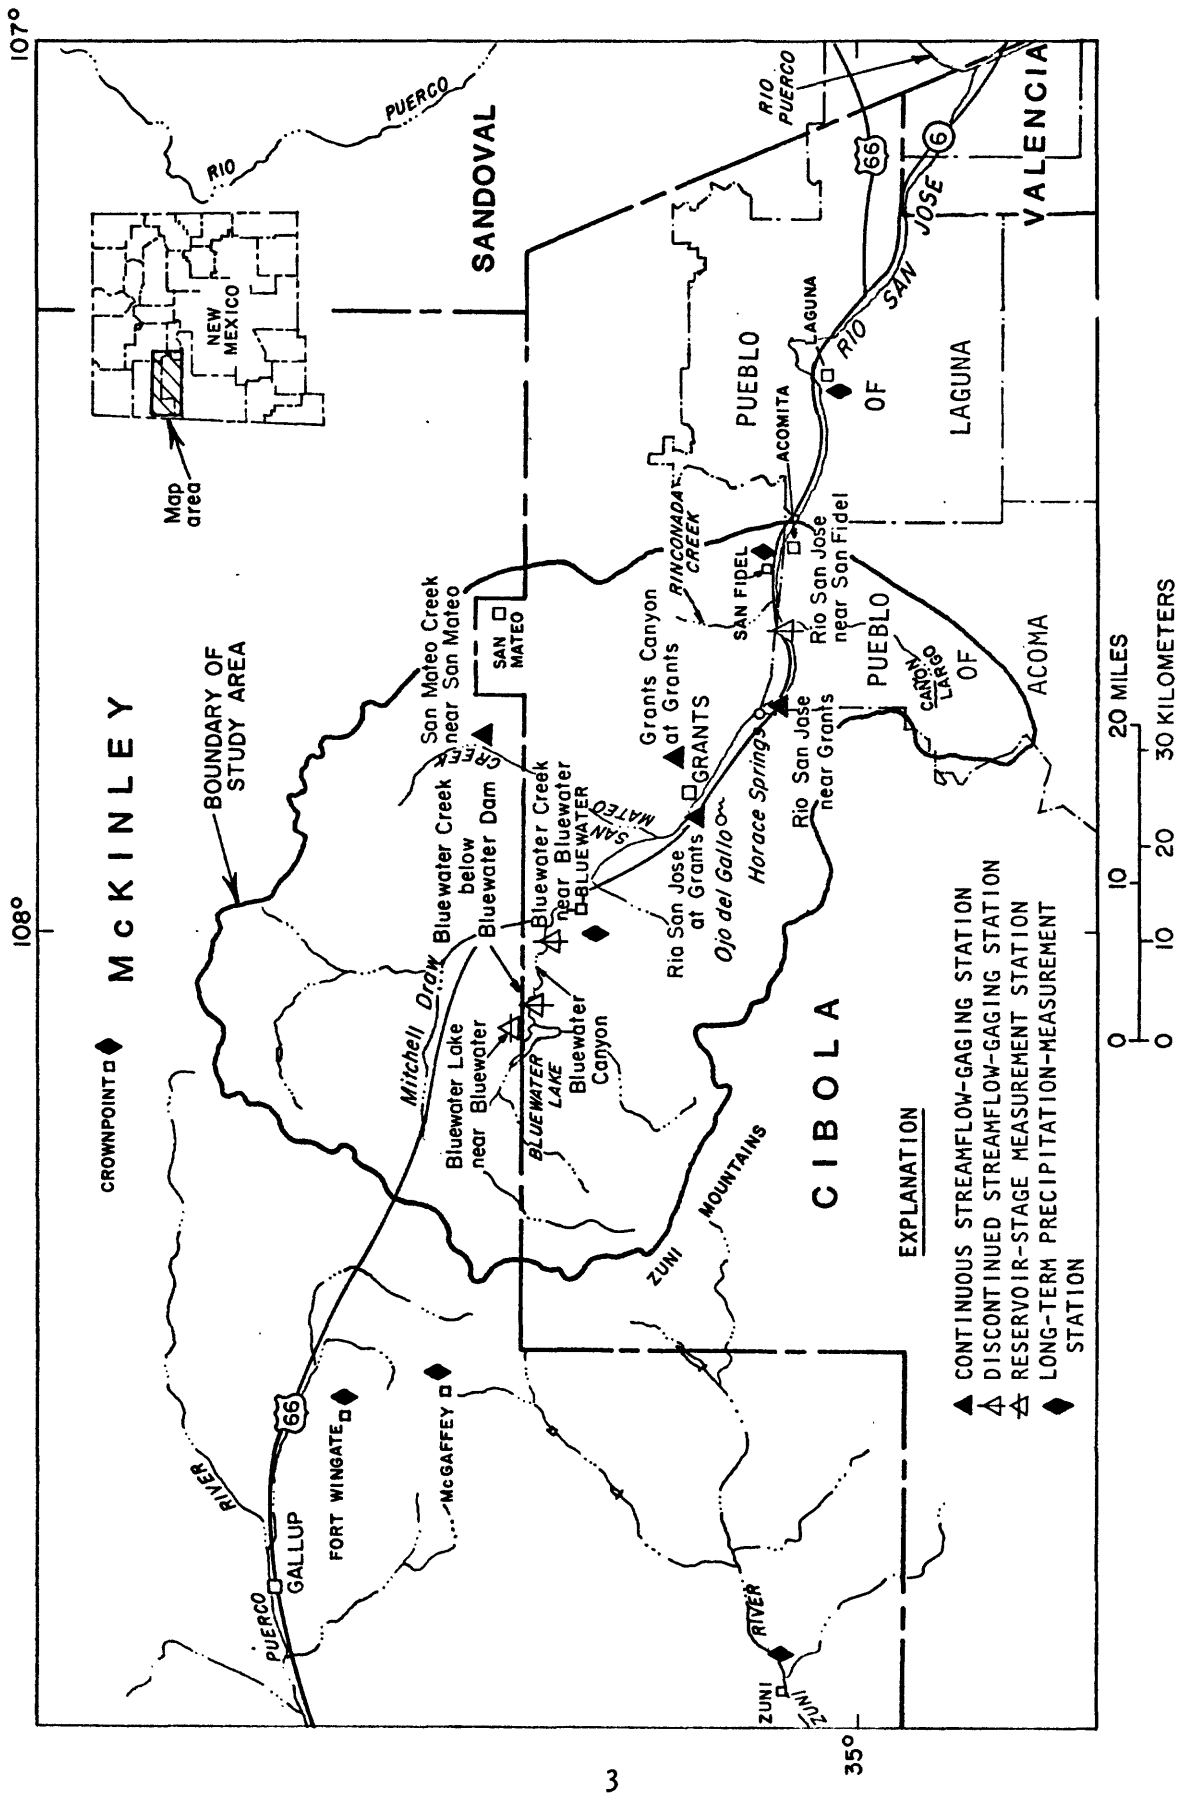 107°
108°
35°
McKINLEY
SANDOVAL
CIBOLA
VALENCIA
Map
area
NEW
MEXICO
RIO
PUERCO
CROWNPOINT
BOUNDARY OF
STUDY AREA
RIVER
PUERCO
66
GALLUP
FORT WINGATE
McGAFFEY
Mitchell Draw
San Mateo Creek
near San Mateo
CREEK
SAN
MATEO
SAN
MATEO
Bluewater Creek
below
Bluewater Dam
Bluewater Lake
near Bluewater
Bluewater Creek
near Bluewater
BLUEWATER
BLUEWATER
LAKE
Bluewater
Canyon
Grants Canyon
at Grants
GRANTS
Rio San Jose
at Grants
Ojo del Gallo
Horace Springs
Rio San Jose
near Grants
RINCONADA
CREEK
SAN FIDEL
Rio San Jose
near San Fidel
ACOMITA
LAGUNA
PUEBLO
OF
LAGUNA
PUEBLO
OF
ACOMA
CANON
LARGO
RIO SAN JOSE
66
6
RIO
PUERCO
ZUNI MOUNTAINS
ZUNI
ZUNI
RIVER
EXPLANATION
CONTINUOUS STREAMFLOW-GAGING STATION
DISCONTINUED STREAMFLOW-GAGING STATION
RESERVOIR-STAGE MEASUREMENT STATION
LONG-TERM PRECIPITATION-MEASUREMENT
STATION
0 10 20 MILES
0 10 20 30 KILOMETERS
3